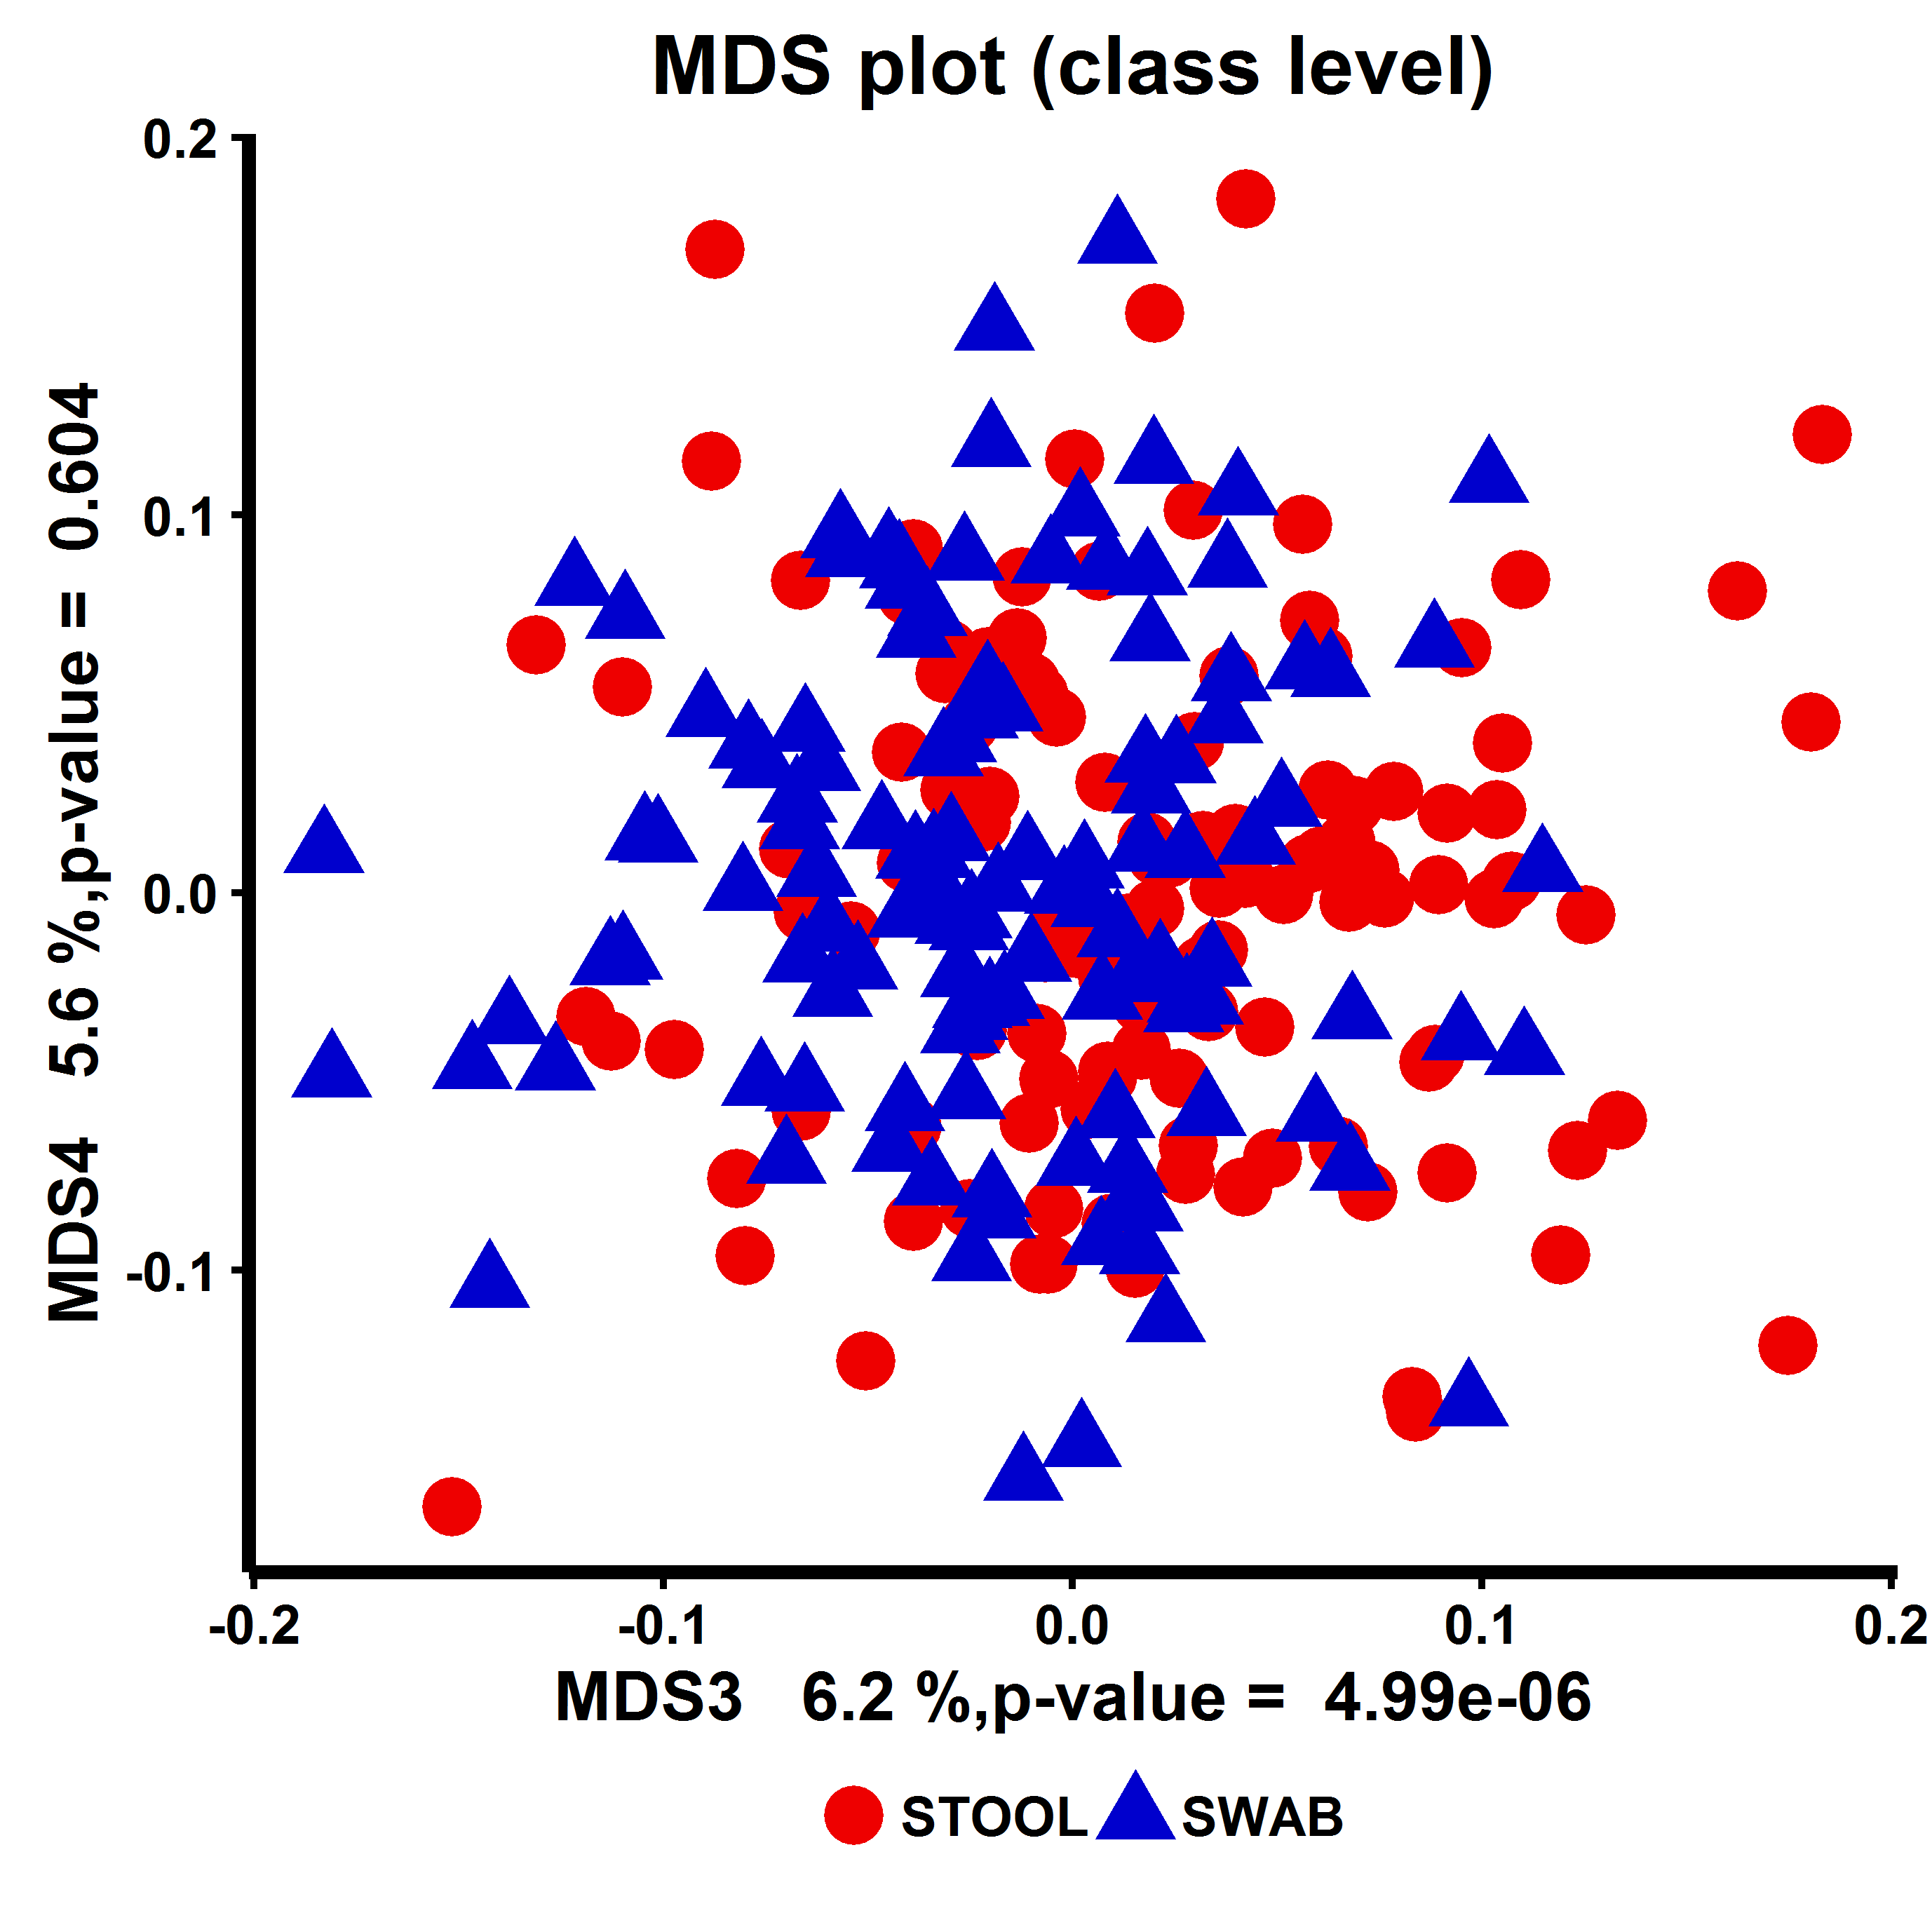 MDS plot (class level)
0.2
0.1
0.0
-0.1
MDS4 5.6 %,p-value = 0.604
-0.2 -0.1 0.0 0.1 0.2
MDS3 6.2 %,p-value = 4.99e-06
STOOL SWAB